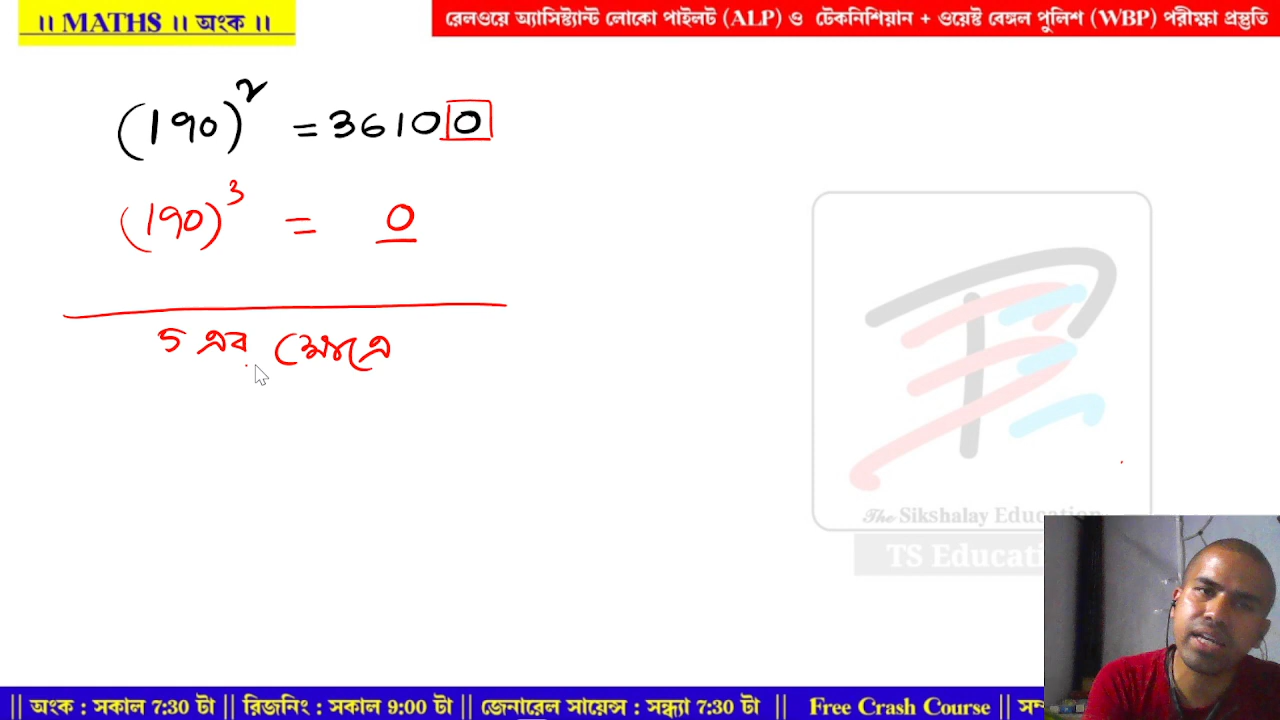 ।। MATHS ।। অংক ।।
রেলওয়ে অ্যাসিস্ট্যান্ট লোকো পাইলট (ALP) ও টেকনিশিয়ান + ওয়েস্ট বেঙ্গল পুলিশ (WBP) পরীক্ষা প্রস্তুতি
(190)² = 36100
(190)³ = 0
5 এর ক্ষেত্রে
The Sikshalay Education
TS Educati
|| অংক : সকাল 7:30 টা || রিজনিং : সকাল 9:00 টা || জেনারেল সায়েন্স : সন্ধ্যা 7:30 টা || Free Crash Course ||